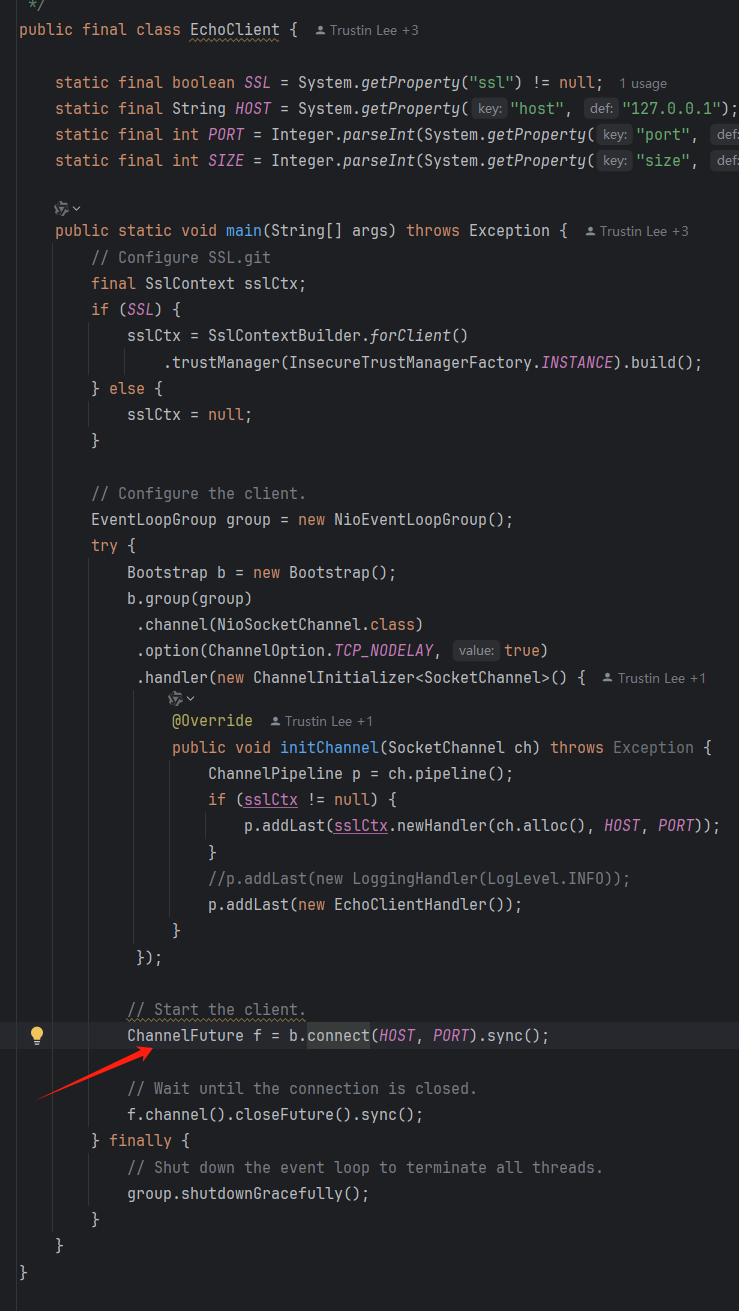 */
public final class EchoClient { Trustin Lee +3
static final boolean SSL = System.getProperty("ssl") != null; 1 usage
static final String HOST = System.getProperty( key: "host", def: "127.0.0.1");
static final int PORT = Integer.parseInt(System.getProperty( key: "port", def:
static final int SIZE = Integer.parseInt(System.getProperty( key: "size", def:
public static void main(String[] args) throws Exception { Trustin Lee +3
// Configure SSL.git
final SslContext sslCtx;
if (SSL) {
sslCtx = SslContextBuilder.forClient()
.trustManager(InsecureTrustManagerFactory.INSTANCE).build();
} else {
sslCtx = null;
}
// Configure the client.
EventLoopGroup group = new NioEventLoopGroup();
try {
Bootstrap b = new Bootstrap();
b.group(group)
.channel(NioSocketChannel.class)
.option(ChannelOption.TCP_NODELAY, value: true)
.handler(new ChannelInitializer<SocketChannel>() { Trustin Lee +1
@Override Trustin Lee +1
public void initChannel(SocketChannel ch) throws Exception {
ChannelPipeline p = ch.pipeline();
if (sslCtx != null) {
p.addLast(sslCtx.newHandler(ch.alloc(), HOST, PORT));
}
//p.addLast(new LoggingHandler(LogLevel.INFO));
p.addLast(new EchoClientHandler());
}
});
// Start the client.
ChannelFuture f = b.connect(HOST, PORT).sync();
// Wait until the connection is closed.
f.channel().closeFuture().sync();
} finally {
// Shut down the event loop to terminate all threads.
group.shutdownGracefully();
}
}
}